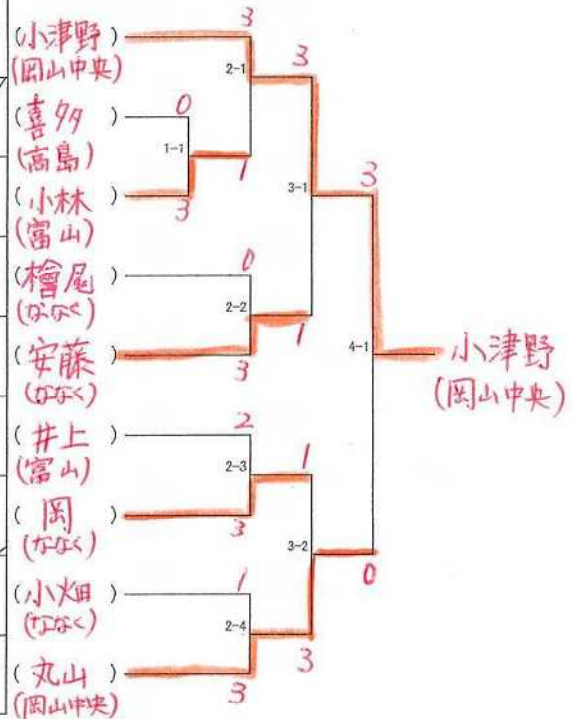 3
(小津野)
(岡山中央)
2-1
3
(喜多)
0
(高島)
1-1
1
3-1
3
(小林)
3
(富山)
(檜尾)
0
(ななく)
2-2
1
(安藤)
3
4-1
小津野
(ななく)
(岡山中央)
(井上)
2
(富山)
2-3
1
(岡)
3
(ななく)
3-2
0
(小畑)
1
(ななく)
2-4
3
(丸山)
3
(岡山中央)